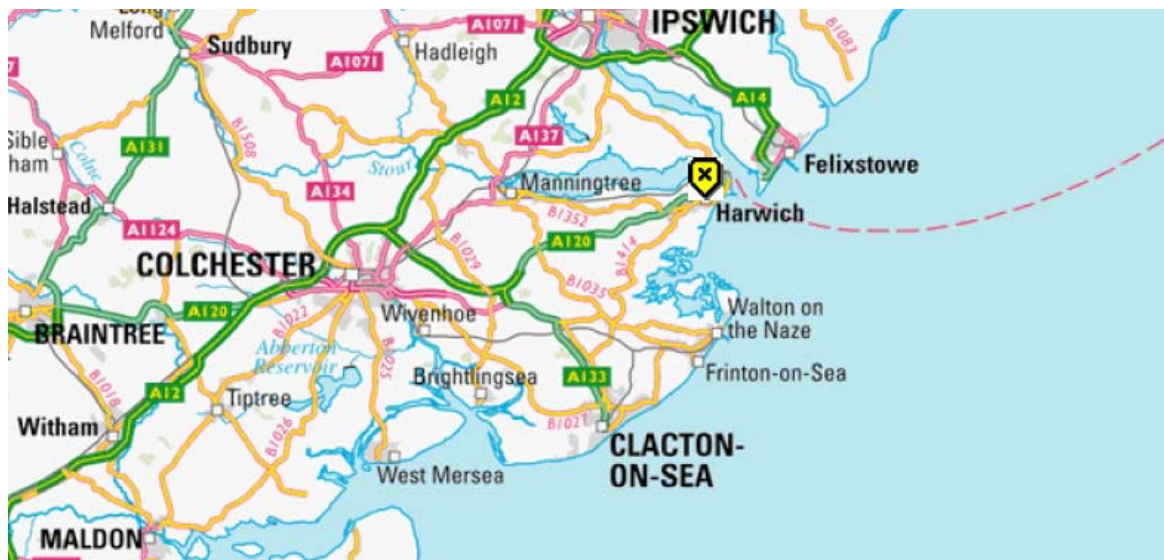 Long
Melford
Sudbury
A1071
IPSWICH
B1083
Hadleigh
A1071
A12
A14
A137
Sible
ham
Colne
A131
B1508
Stour
Felixstowe
Manningtree
A134
Halstead
B1352
Harwich
A1124
A120
B1414
B1029
COLCHESTER
B1035
A120
B1022
Wivenhoe
Walton on
the Naze
BRAINTREE
Abberton
Reservoir
B1025
Brightlingsea
A133
Frinton-on-Sea
B1018
A12
Tiptree
B1027
Witham
B1026
CLACTON-
ON-SEA
West Mersea
MALDON